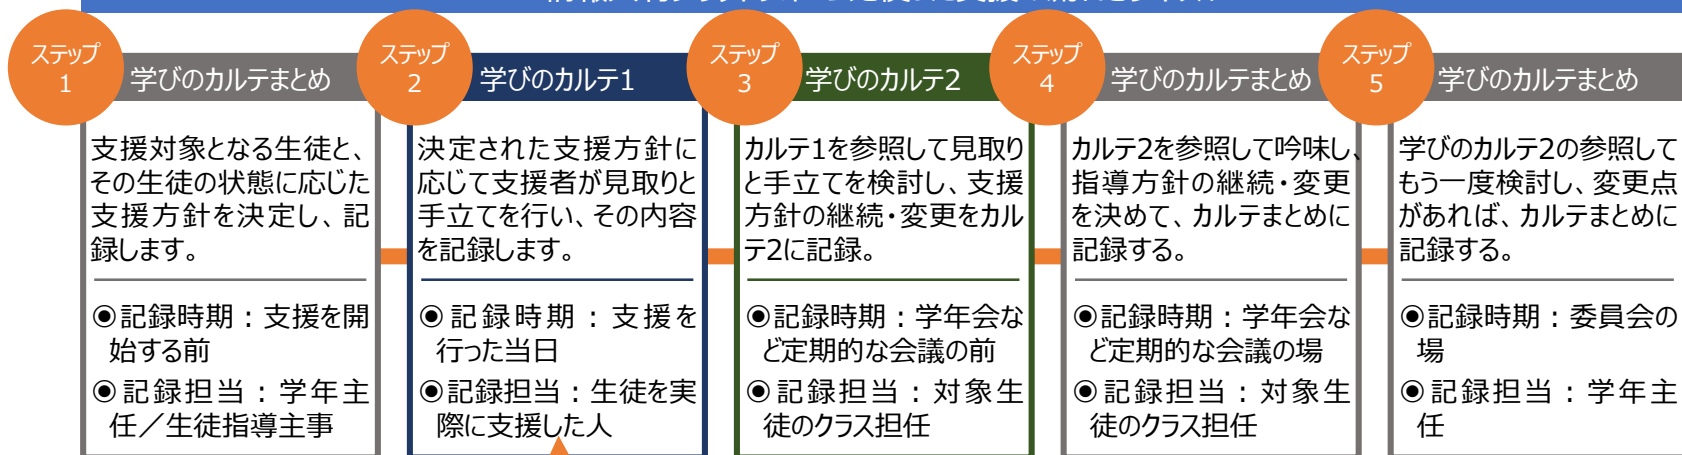 ステップ
1
学びのカルテまとめ
支援対象となる生徒と、
その生徒の状態に応じた
支援方針を決定し、記
録します。
◉記録時期：支援を開
始する前
◉記録担当：学年主
任／生徒指導主事
ステップ
2
学びのカルテ1
決定された支援方針に
応じて支援者が見取りと
手立てを行い、その内容
を記録します。
◉記録時期：支援を
行った当日
◉記録担当：生徒を実
際に支援した人
ステップ
3
学びのカルテ2
カルテ1を参照して見取り
と手立てを検討し、支援
方針の継続・変更をカル
テ2に記録。
◉記録時期：学年会な
ど定期的な会議の前
◉記録担当：対象生
徒のクラス担任
ステップ
4
学びのカルテまとめ
カルテ2を参照して吟味し、
指導方針の継続・変更
を決めて、カルテまとめに
記録する。
◉記録時期：学年会な
ど定期的な会議の場
◉記録担当：対象生
徒のクラス担任
ステップ
5
学びのカルテまとめ
学びのカルテ2の参照して
もう一度検討し、変更点
があれば、カルテまとめに
記録する。
◉記録時期：委員会の
場
◉記録担当：学年主
任